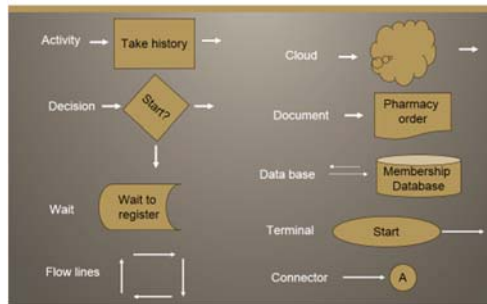 Activity
Take history
Decision
Start?
Wait
Wait to
register
Flow lines
Cloud
Document
Pharmacy
order
Data base
Membership
Database
Terminal
Start
Connector
A